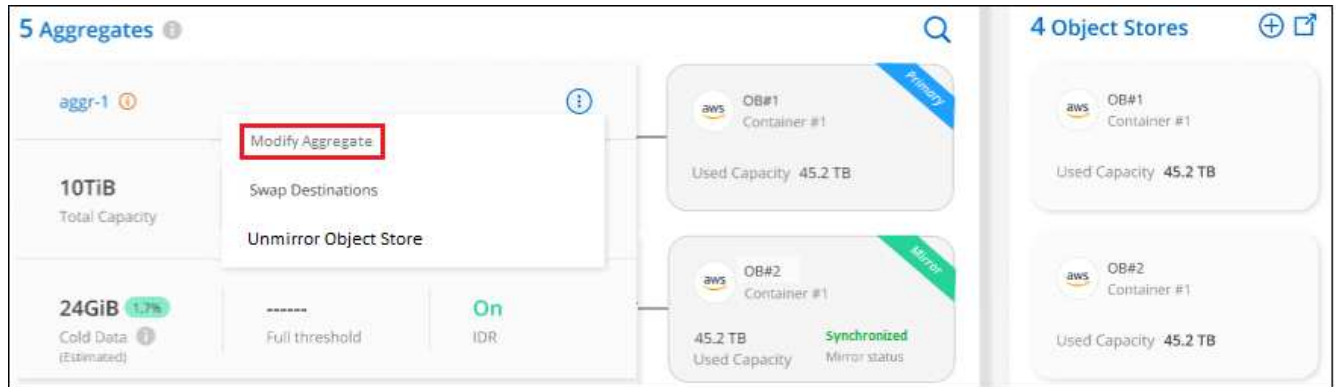 5 Aggregates
4 Object Stores
aggr-1
Modify Aggregate
Swap Destinations
Unmirror Object Store
10TiB
Total Capacity
24GiB 1.7%
Cold Data
(Estimated)
------
Full threshold
On
IDR
Primary
aws
OB#1
Container #1
Used Capacity 45.2 TB
Mirror
aws
OB#2
Container #1
45.2 TB
Used Capacity
Synchronized
Mirror status
aws
OB#1
Container #1
Used Capacity 45.2 TB
aws
OB#2
Container #1
Used Capacity 45.2 TB